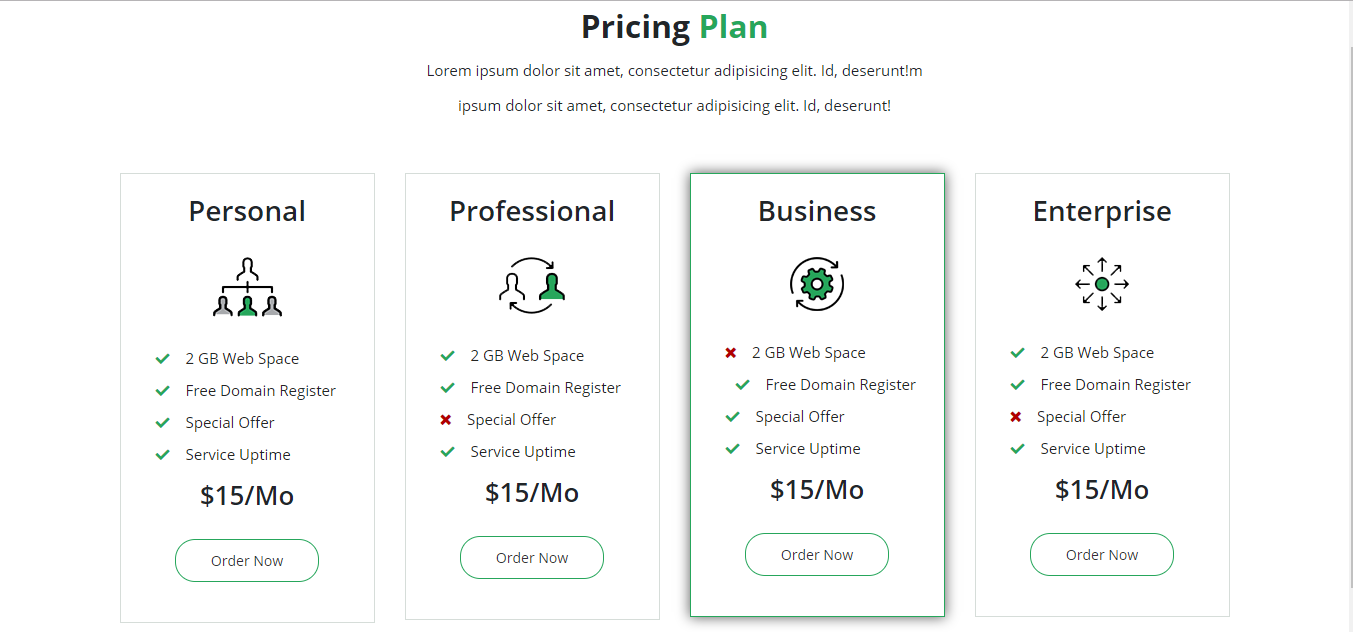 Pricing Plan
Lorem ipsum dolor sit amet, consectetur adipisicing elit. Id, deserunt!m
ipsum dolor sit amet, consectetur adipisicing elit. Id, deserunt!
Personal
2 GB Web Space
Free Domain Register
Special Offer
Service Uptime
$15/Mo
Order Now
Professional
2 GB Web Space
Free Domain Register
Special Offer
Service Uptime
$15/Mo
Order Now
Business
2 GB Web Space
Free Domain Register
Special Offer
Service Uptime
$15/Mo
Order Now
Enterprise
2 GB Web Space
Free Domain Register
Special Offer
Service Uptime
$15/Mo
Order Now